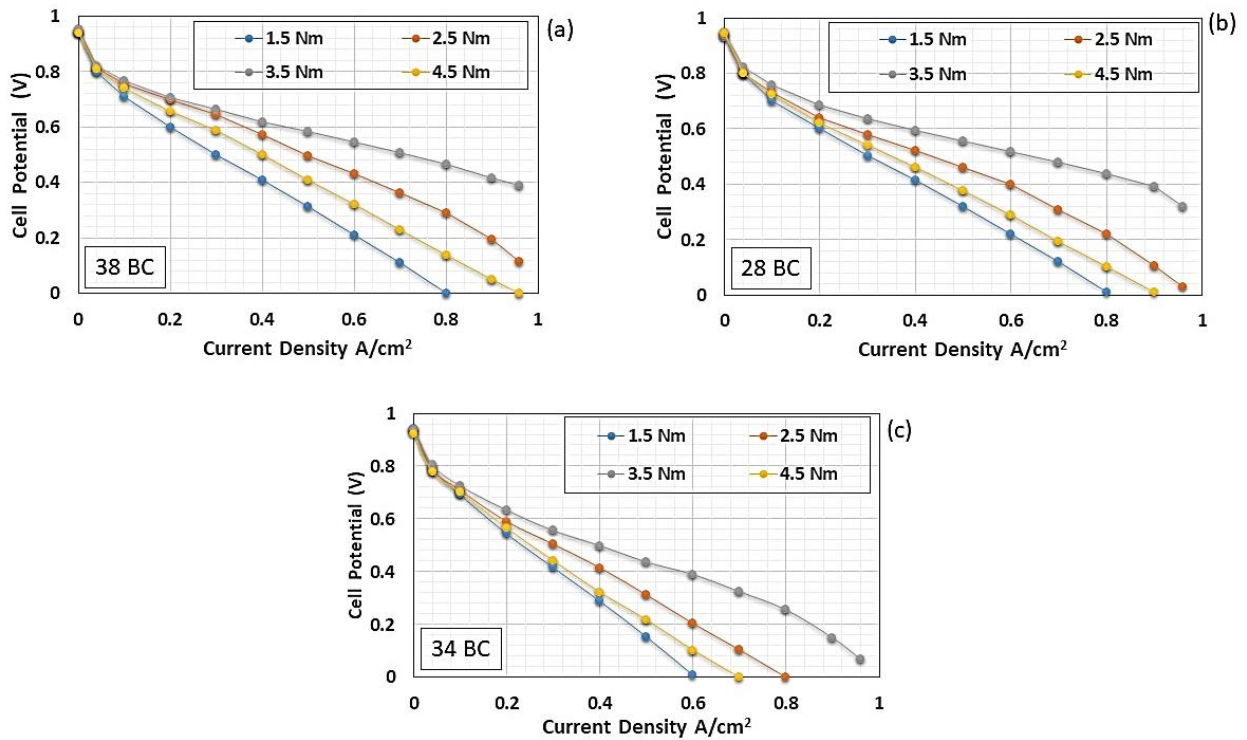 (a)
1.5 Nm 2.5 Nm
3.5 Nm 4.5 Nm
Cell Potential (V)
1
0.8
0.6
0.4
0.2
0
38 BC
0 0.2 0.4 0.6 0.8 1
Current Density A/cm²
(b)
1.5 Nm 2.5 Nm
3.5 Nm 4.5 Nm
Cell Potential (V)
1
0.8
0.6
0.4
0.2
0
28 BC
0 0.2 0.4 0.6 0.8 1
Current Density A/cm²
(c)
1.5 Nm 2.5 Nm
3.5 Nm 4.5 Nm
Cell Potential (V)
1
0.8
0.6
0.4
0.2
0
34 BC
0 0.2 0.4 0.6 0.8 1
Current Density A/cm²